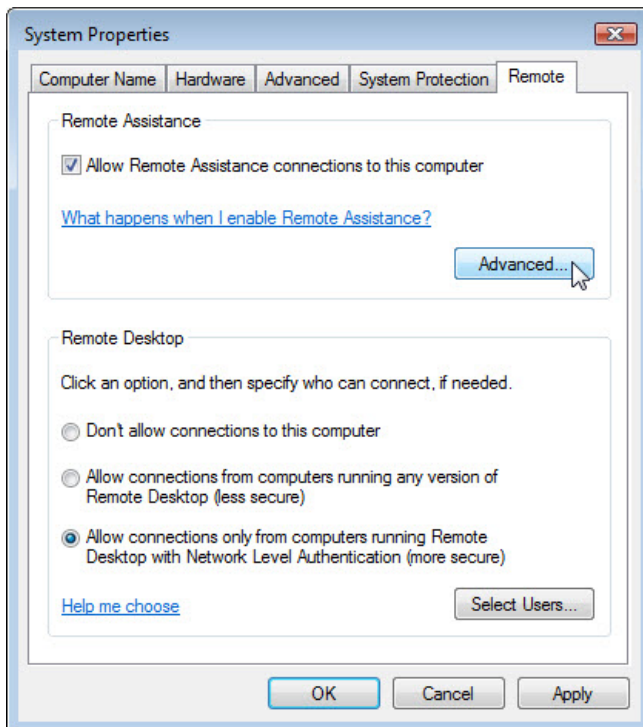 System Properties
Computer Name
Hardware
Advanced
System Protection
Remote
Remote Assistance
Allow Remote Assistance connections to this computer
What happens when I enable Remote Assistance?
Advanced...
Remote Desktop
Click an option, and then specify who can connect, if needed.
Don't allow connections to this computer
Allow connections from computers running any version of
Remote Desktop (less secure)
Allow connections only from computers running Remote
Desktop with Network Level Authentication (more secure)
Help me choose
Select Users...
OK
Cancel
Apply